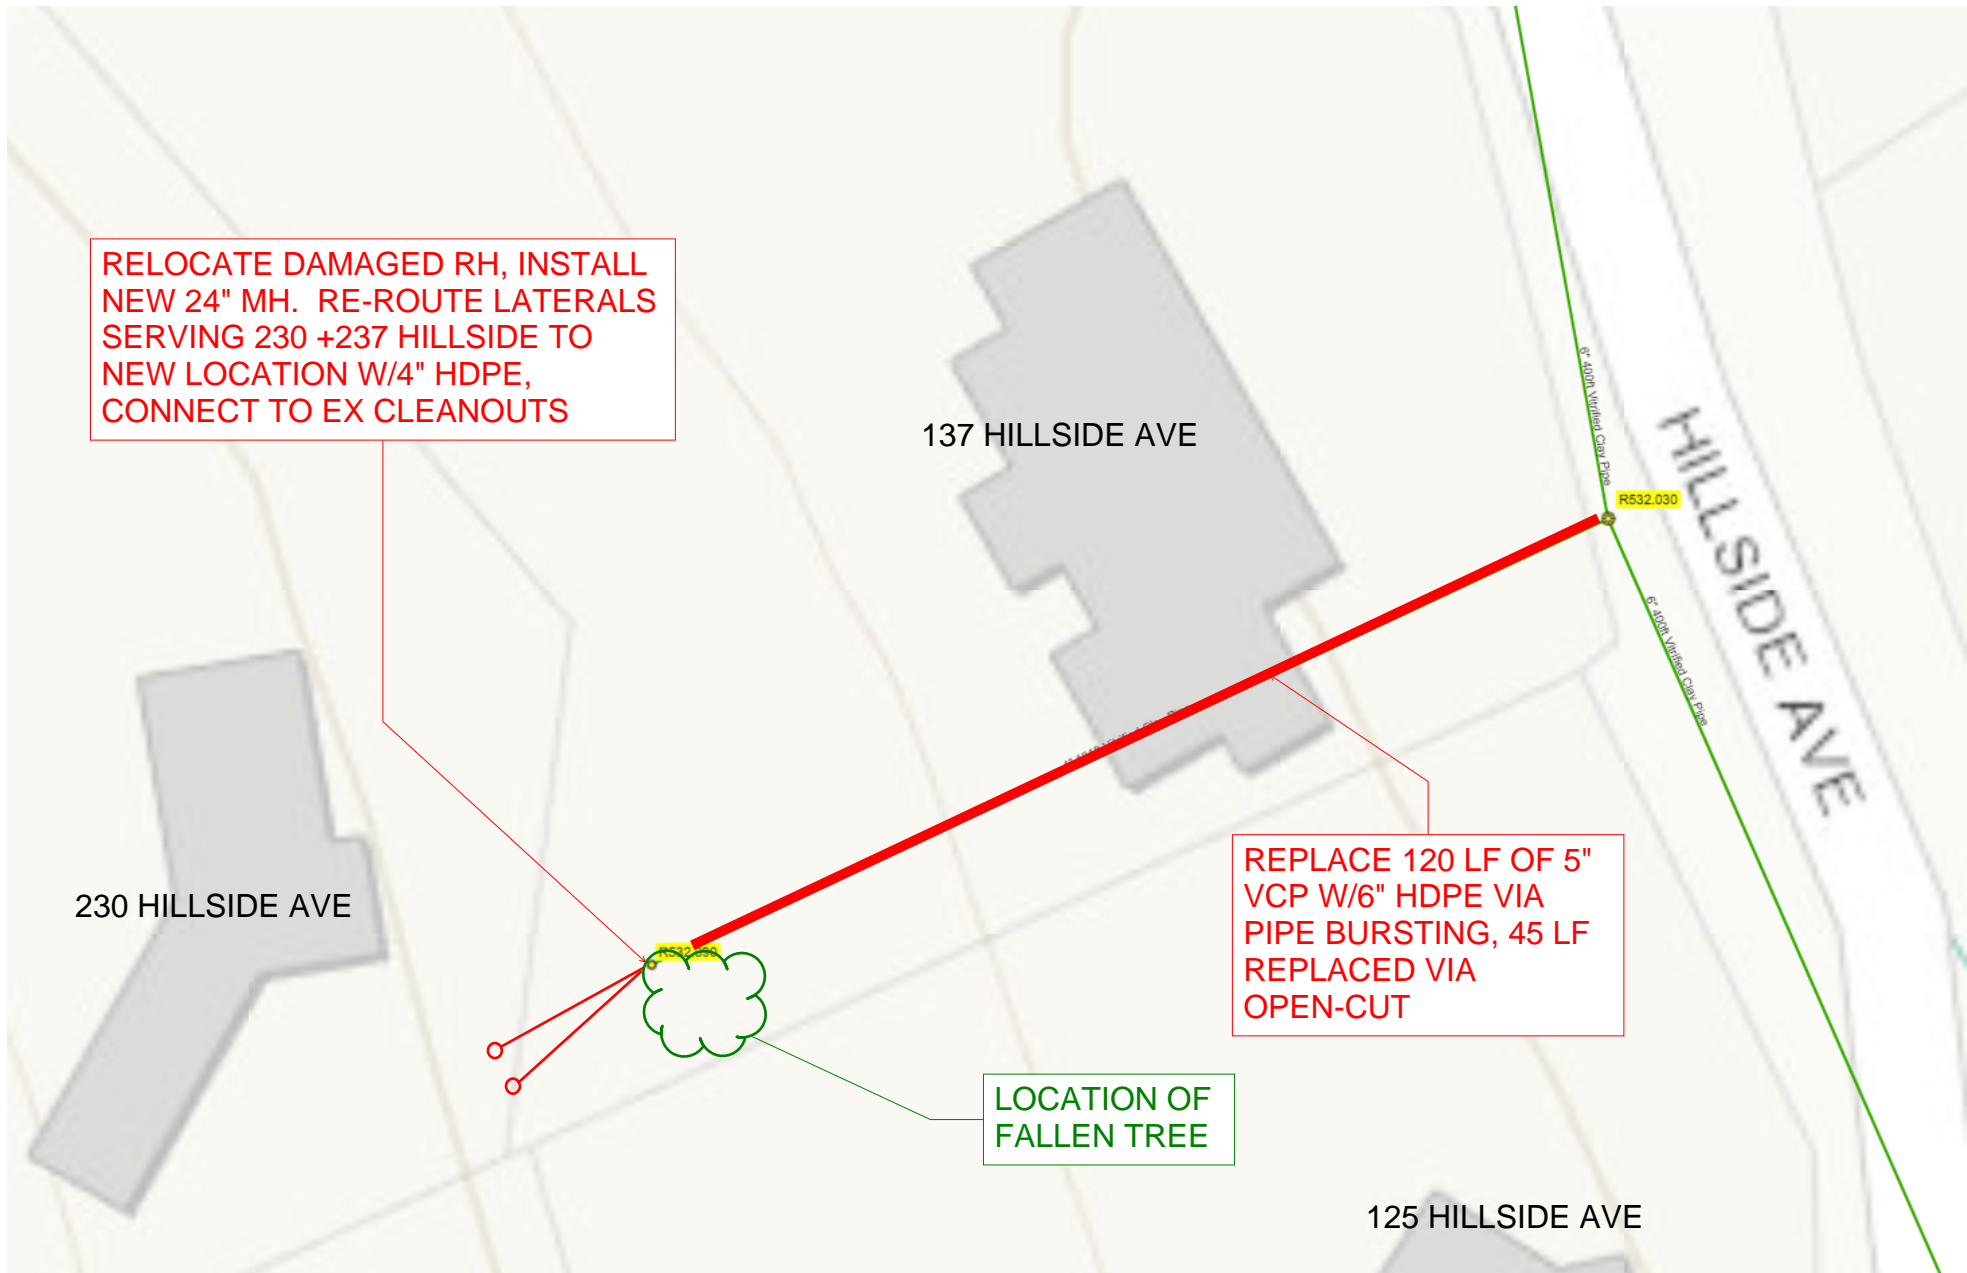 RELOCATE DAMAGED RH, INSTALL
NEW 24" MH.  RE-ROUTE LATERALS
SERVING 230 +237 HILLSIDE TO
NEW LOCATION W/4" HDPE,
CONNECT TO EX CLEANOUTS
137 HILLSIDE AVE
6" 400ft Vitrified Clay Pipe
R532.030
HILLSIDE AVE
6" 400ft Vitrified Clay Pipe
230 HILLSIDE AVE
REPLACE 120 LF OF 5"
VCP W/6" HDPE VIA
PIPE BURSTING, 45 LF
REPLACED VIA
OPEN-CUT
LOCATION OF
FALLEN TREE
125 HILLSIDE AVE